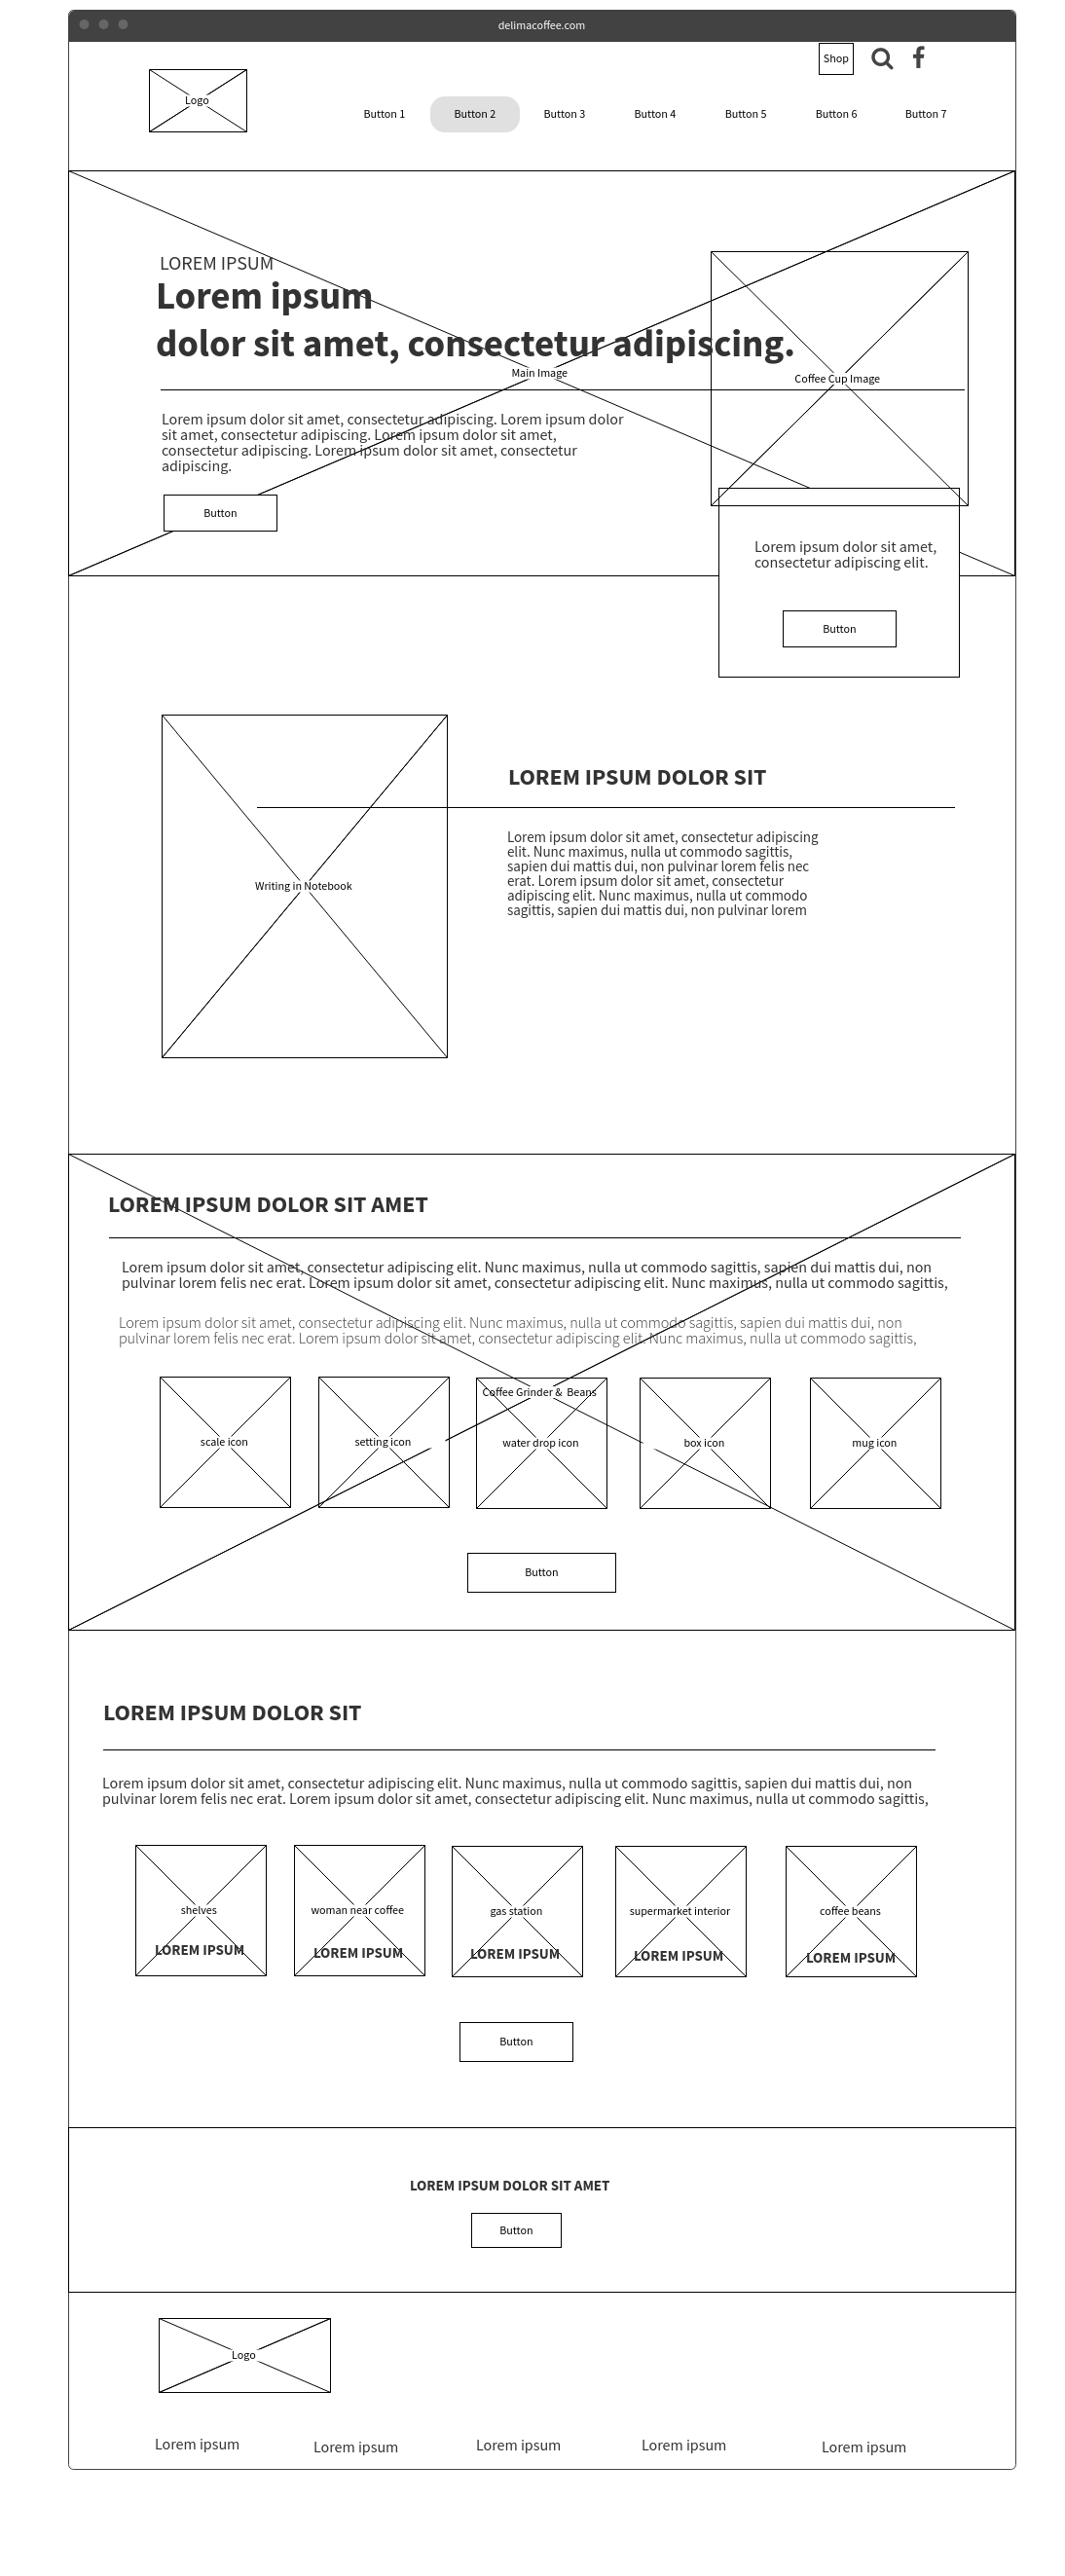 delimacoffee.com
Shop
Logo
Button 1
Button 2
Button 3
Button 4
Button 5
Button 6
Button 7
LOREM IPSUM
Lorem ipsum
dolor sit amet, consectetur adipiscing.
Main Image
Coffee Cup Image
Lorem ipsum dolor sit amet, consectetur adipiscing. Lorem ipsum dolor
sit amet, consectetur adipiscing. Lorem ipsum dolor sit amet,
consectetur adipiscing. Lorem ipsum dolor sit amet, consectetur
adipiscing.
Button
Lorem ipsum dolor sit amet,
consectetur adipiscing elit.
Button
LOREM IPSUM DOLOR SIT
Lorem ipsum dolor sit amet, consectetur adipiscing
elit. Nunc maximus, nulla ut commodo sagittis,
sapien dui mattis dui, non pulvinar lorem felis nec
erat. Lorem ipsum dolor sit amet, consectetur
adipiscing elit. Nunc maximus, nulla ut commodo
sagittis, sapien dui mattis dui, non pulvinar lorem
Writing in Notebook
LOREM IPSUM DOLOR SIT AMET
Lorem ipsum dolor sit amet, consectetur adipiscing elit. Nunc maximus, nulla ut commodo sagittis, sapien dui mattis dui, non
pulvinar lorem felis nec erat. Lorem ipsum dolor sit amet, consectetur adipiscing elit. Nunc maximus, nulla ut commodo sagittis,
Lorem ipsum dolor sit amet, consectetur adipiscing elit. Nunc maximus, nulla ut commodo sagittis, sapien dui mattis dui, non
pulvinar lorem felis nec erat. Lorem ipsum dolor sit amet, consectetur adipiscing elit. Nunc maximus, nulla ut commodo sagittis,
Coffee Grinder & Beans
scale icon
setting icon
water drop icon
box icon
mug icon
Button
LOREM IPSUM DOLOR SIT
Lorem ipsum dolor sit amet, consectetur adipiscing elit. Nunc maximus, nulla ut commodo sagittis, sapien dui mattis dui, non
pulvinar lorem felis nec erat. Lorem ipsum dolor sit amet, consectetur adipiscing elit. Nunc maximus, nulla ut commodo sagittis,
shelves
LOREM IPSUM
woman near coffee
LOREM IPSUM
gas station
LOREM IPSUM
supermarket interior
LOREM IPSUM
coffee beans
LOREM IPSUM
Button
LOREM IPSUM DOLOR SIT AMET
Button
Logo
Lorem ipsum
Lorem ipsum
Lorem ipsum
Lorem ipsum
Lorem ipsum